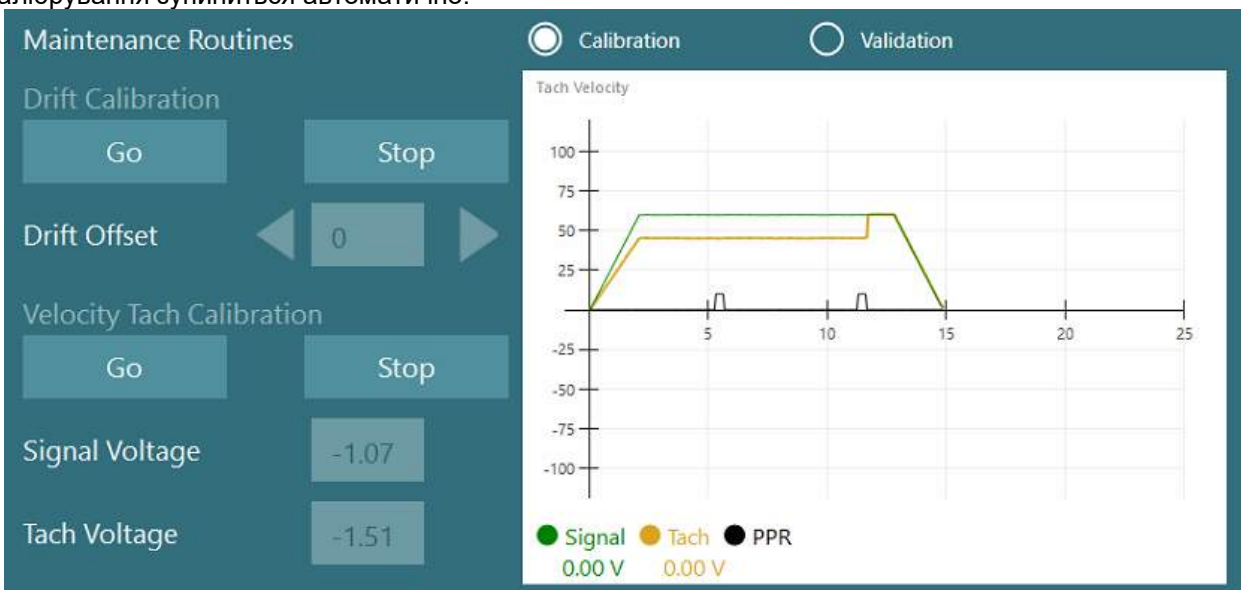 зупиниться автоматично.
Maintenance Routines
Calibration
Validation
Drift Calibration
Go
Stop
Drift Offset
0
Velocity Tach Calibration
Go
Stop
Signal Voltage
-1.07
Tach Voltage
-1.51
Tach Velocity
100
75
50
25
-25
-50
-75
-100
5
10
15
20
25
Signal
Tach
PPR
0.00 V
0.00 V